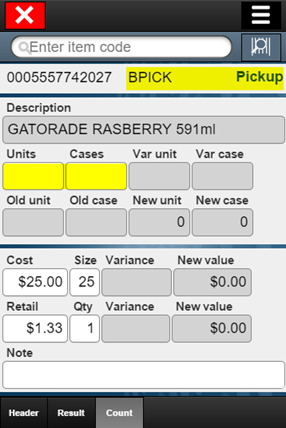 Enter item code
0005557742027 BPICK Pickup
Description
GATORADE RASBERRY 591ml
Units Cases Var unit Var case
Old unit Old case New unit New case
0 0
Cost Size Variance New value
$25.00 25 $0.00
Retail Qty Variance New value
$1.33 1 $0.00
Note
Header Result Count